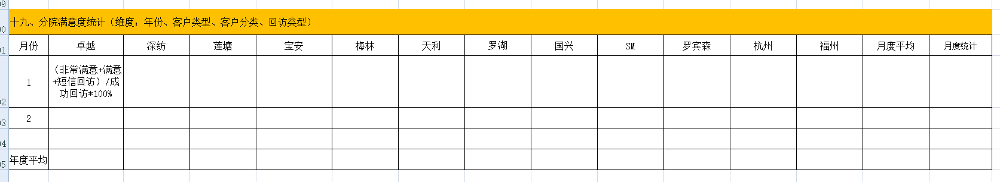 十九、分院满意度统计（维度：年份、客户类型、客户分类、回访类型）
月份 卓越 深纺 莲塘 宝安 梅林 天利 罗湖 国兴 SM 罗宾森 杭州 福州 月度平均 月度统计
1
（非常满意+满意
+短信回访）/成
功回访*100%
2
年度平均